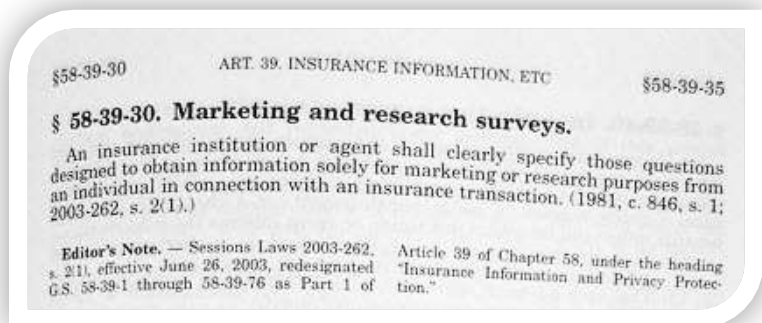 §58-39-30
ART. 39. INSURANCE INFORMATION, ETC
§58-39-35
§ 58-39-30. Marketing and research surveys.
An insurance institution or agent shall clearly specify those questions
designed to obtain information solely for marketing or research purposes from
an individual in connection with an insurance transaction. (1981, c. 846, s. 1;
2003-262, s. 2(1).)
Editor's Note. — Sessions Laws 2003-262,
s. 2(1), effective June 26, 2003, redesignated
G.S. 58-39-1 through 58-39-76 as Part 1 of
Article 39 of Chapter 58, under the heading
"Insurance Information and Privacy Protec-
tion."